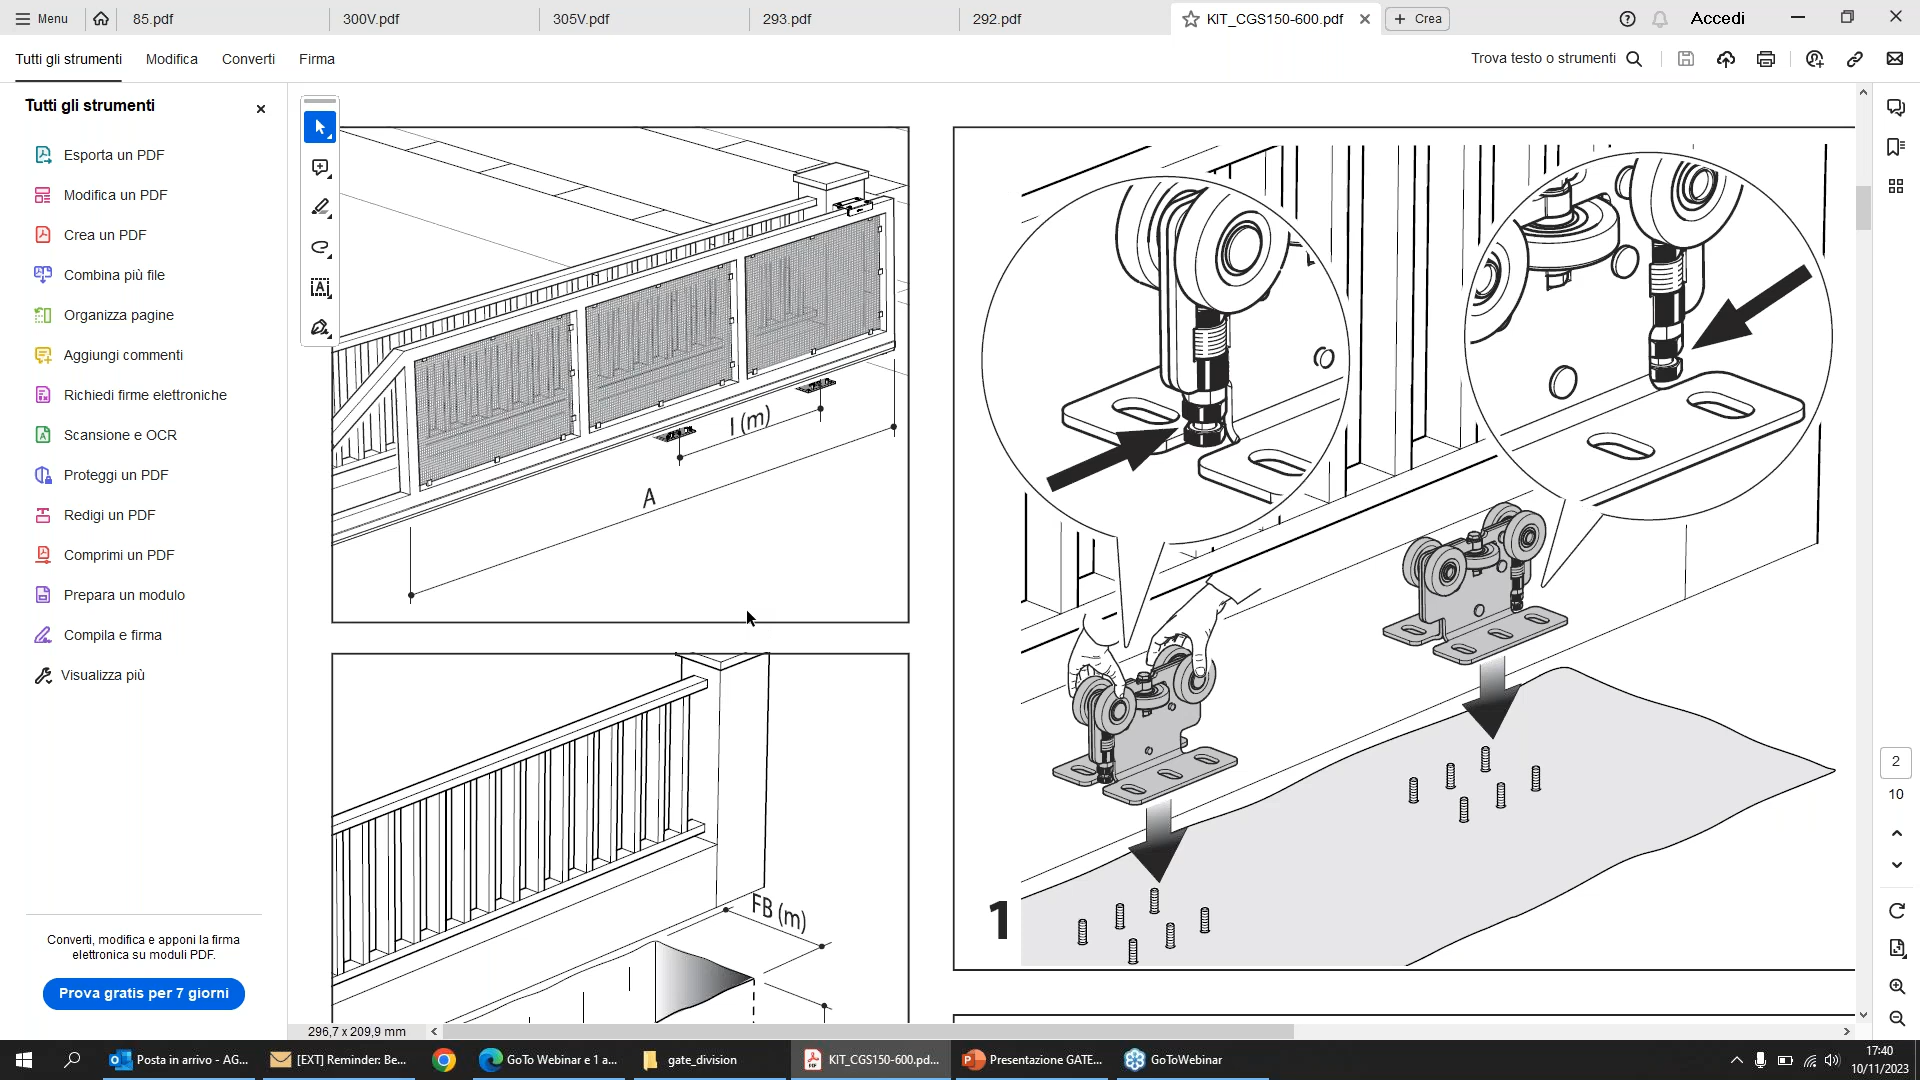 Menu
85.pdf
300V.pdf
305V.pdf
293.pdf
292.pdf
KIT_CGS150-600.pdf
Crea
Accedi
Tutti gli strumenti
Modifica
Converti
Firma
Trova testo o strumenti
Tutti gli strumenti
Esporta un PDF
Modifica un PDF
Crea un PDF
Combina più file
Organizza pagine
Aggiungi commenti
Richiedi firme elettroniche
Scansione e OCR
Proteggi un PDF
Redigi un PDF
Comprimi un PDF
Prepara un modulo
Compila e firma
Visualizza più
Converti, modifica e apponi la firma
elettronica su moduli PDF.
Prova gratis per 7 giorni
I (m)
A
FB (m)
1
2
10
296,7 x 209,9 mm
Posta in arrivo - AG...
[EXT] Reminder: Be...
GoTo Webinar e 1 a...
gate_division
KIT_CGS150-600.pd...
Presentazione GATE...
GoToWebinar
17:40
10/11/2023